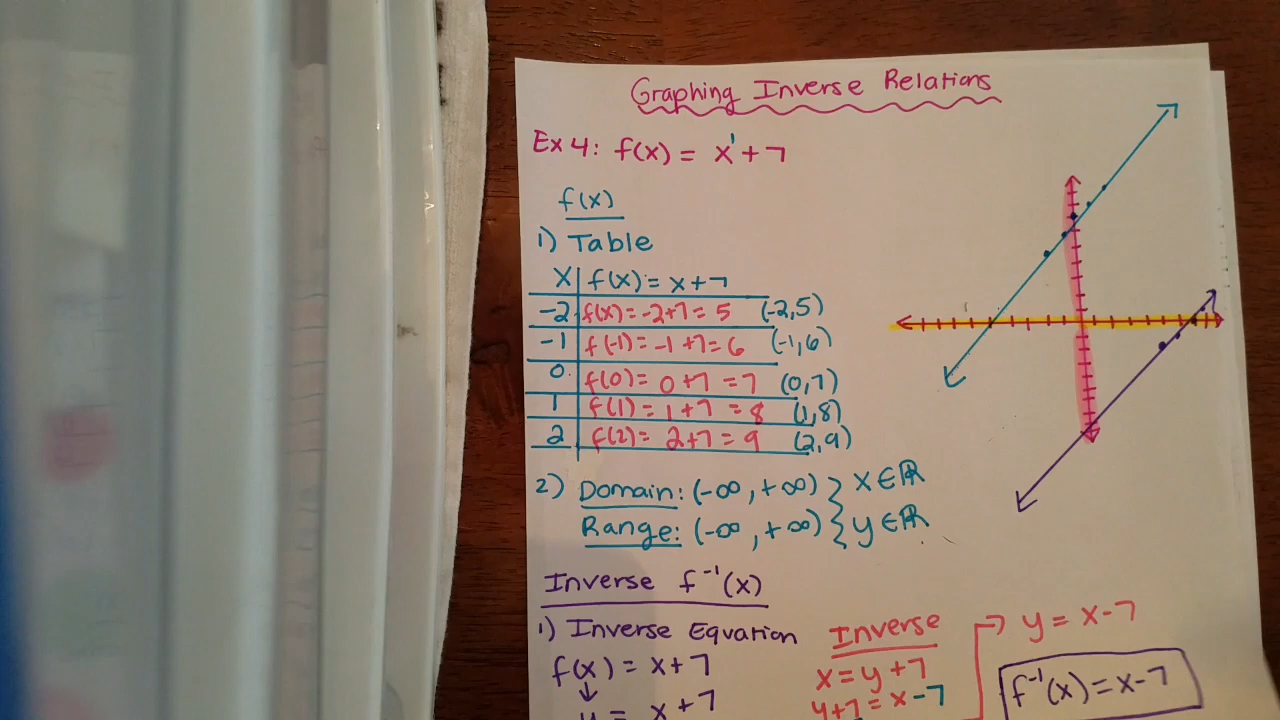 Graphing Inverse Relations
Ex 4: f(x) = x¹ + 7
f(x)
1) Table
X | f(x) = x + 7
-2 | f(x) = -2+7 = 5 (-2,5)
-1 | f(-1) = -1 +7 = 6 (-1,6)
0 | f(0) = 0+7 = 7 (0,7)
1 | f(1) = 1+7 = 8 (1,8)
2 | f(2) = 2+7 = 9 (2,9)
2) Domain: (-∞, +∞) } x ∈ ℝ
Range: (-∞, +∞) } y ∈ ℝ
Inverse f⁻¹(x)
1) Inverse Equation
f(x) = x+7
↓
y = x+7
Inverse
x = y+7
y+7 = x-7
→ y = x-7
f⁻¹(x) = x-7